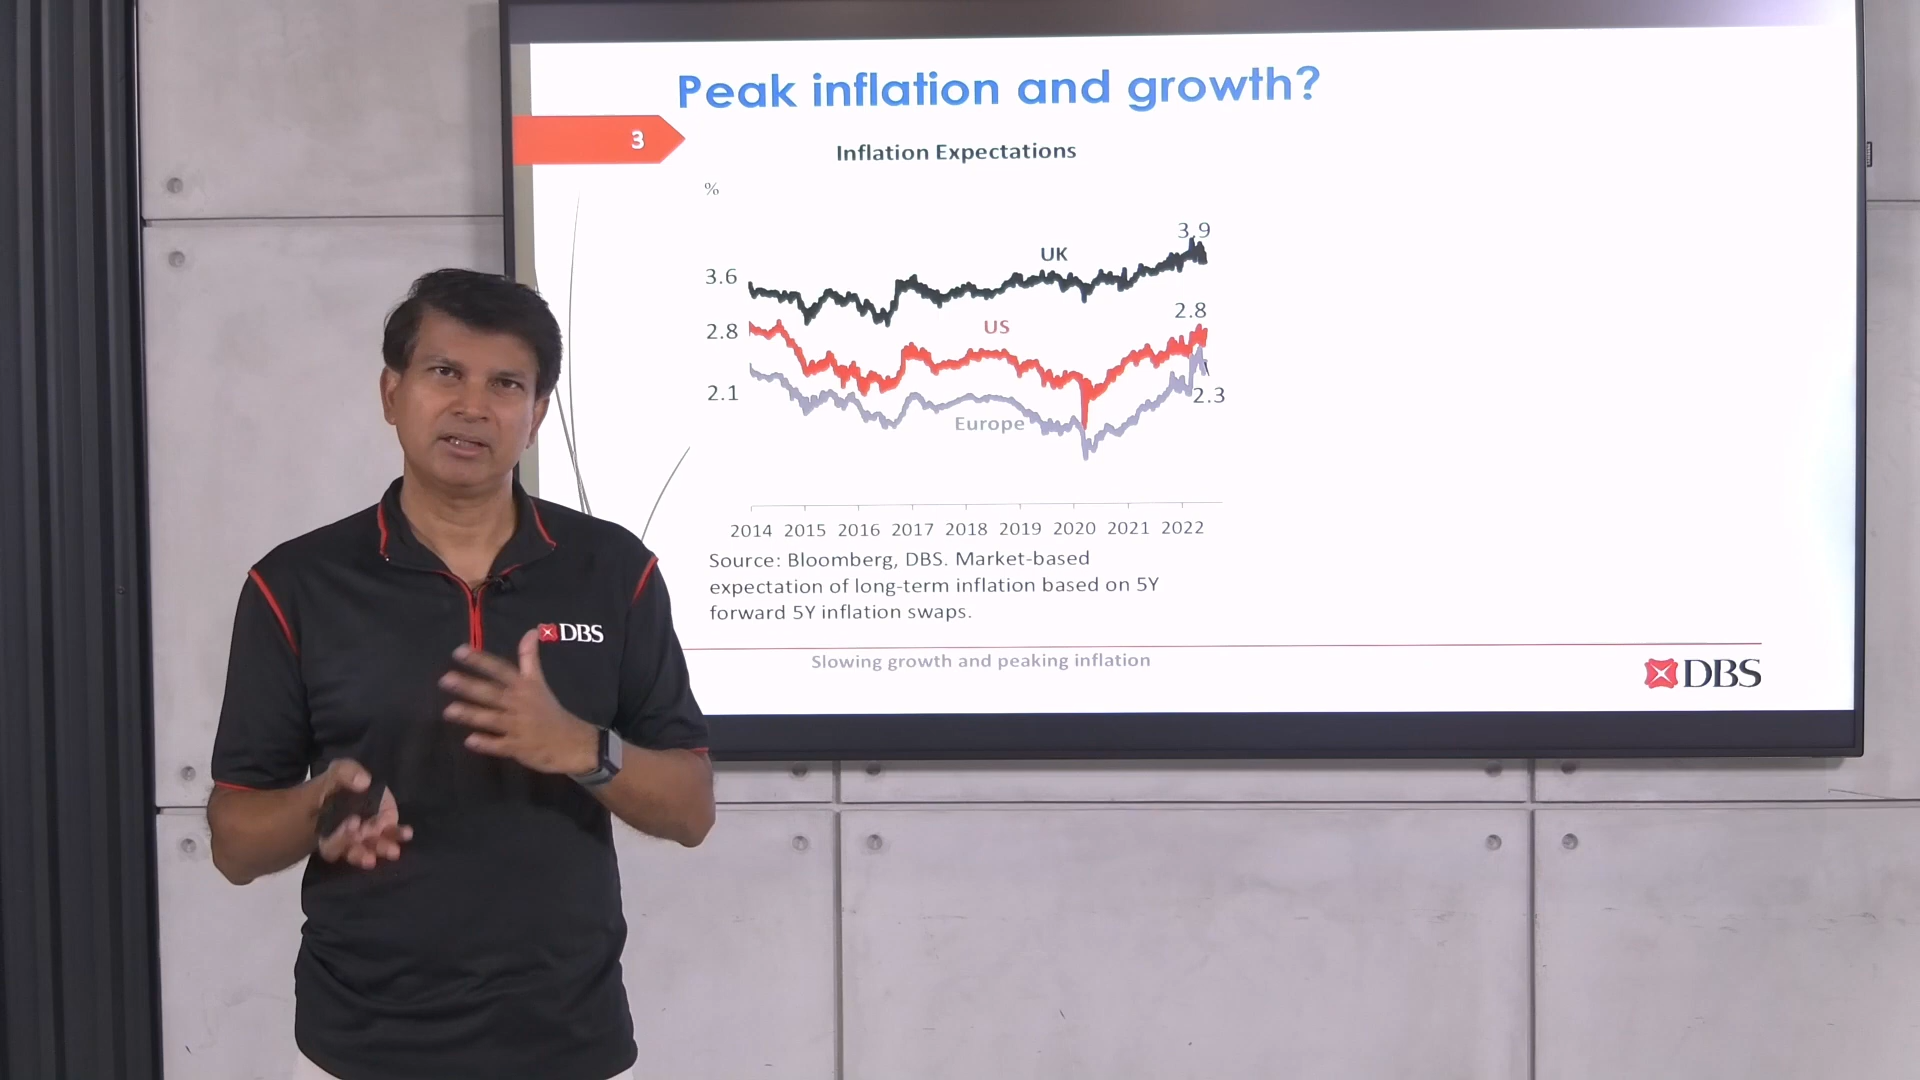 Peak inflation and growth?
3
Inflation Expectations
%
3.9
UK
3.6
2.8
2.8
US
2.1
2.3
Europe
2014 2015 2016 2017 2018 2019 2020 2021 2022
Source: Bloomberg, DBS. Market-based
expectation of long-term inflation based on 5Y
forward 5Y inflation swaps.
Slowing growth and peaking inflation
DBS
DBS